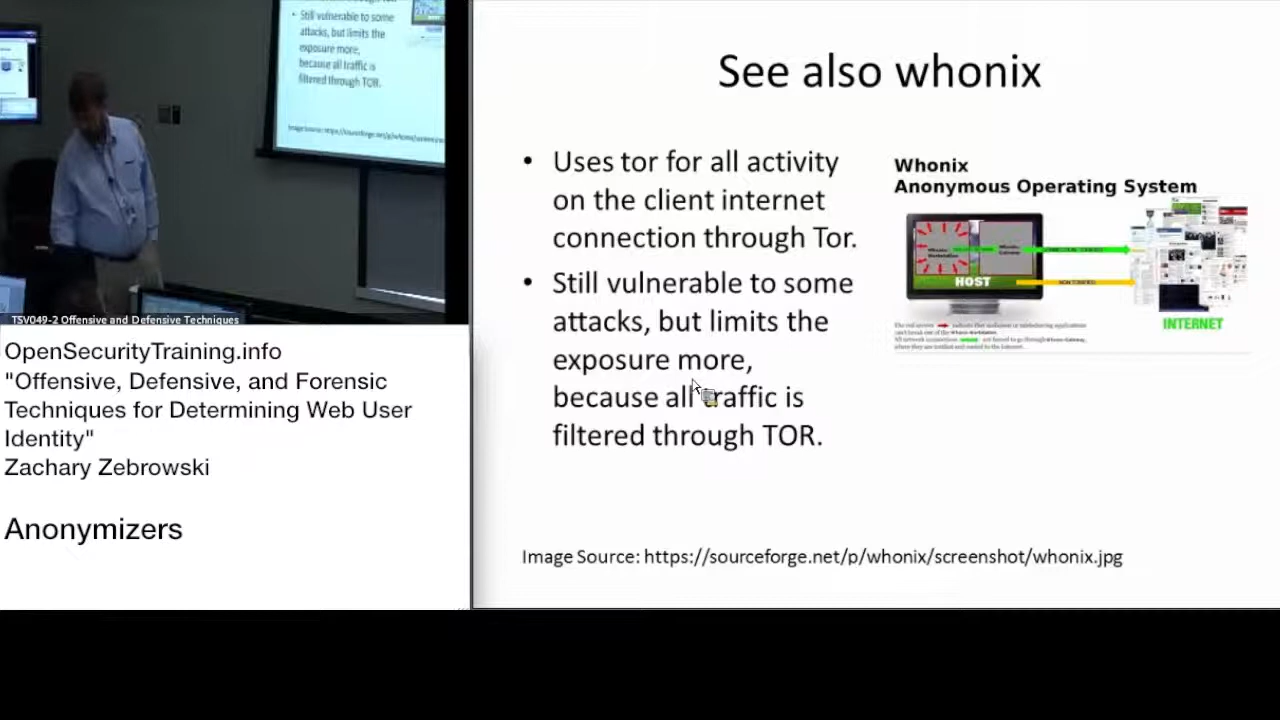 Still vulnerable to some
attacks, but limits the
exposure more,
because all traffic is
filtered through TOR.
TSV049-2 Offensive and Defensive Techniques
OpenSecurityTraining.info
"Offensive, Defensive, and Forensic
Techniques for Determining Web User
Identity"
Zachary Zebrowski
Anonymizers
See also whonix
• Uses tor for all activity
on the client internet
connection through Tor.
• Still vulnerable to some
attacks, but limits the
exposure more,
because all traffic is
filtered through TOR.
Whonix
Anonymous Operating System
HOST
INTERNET
Image Source: https://sourceforge.net/p/whonix/screenshot/whonix.jpg